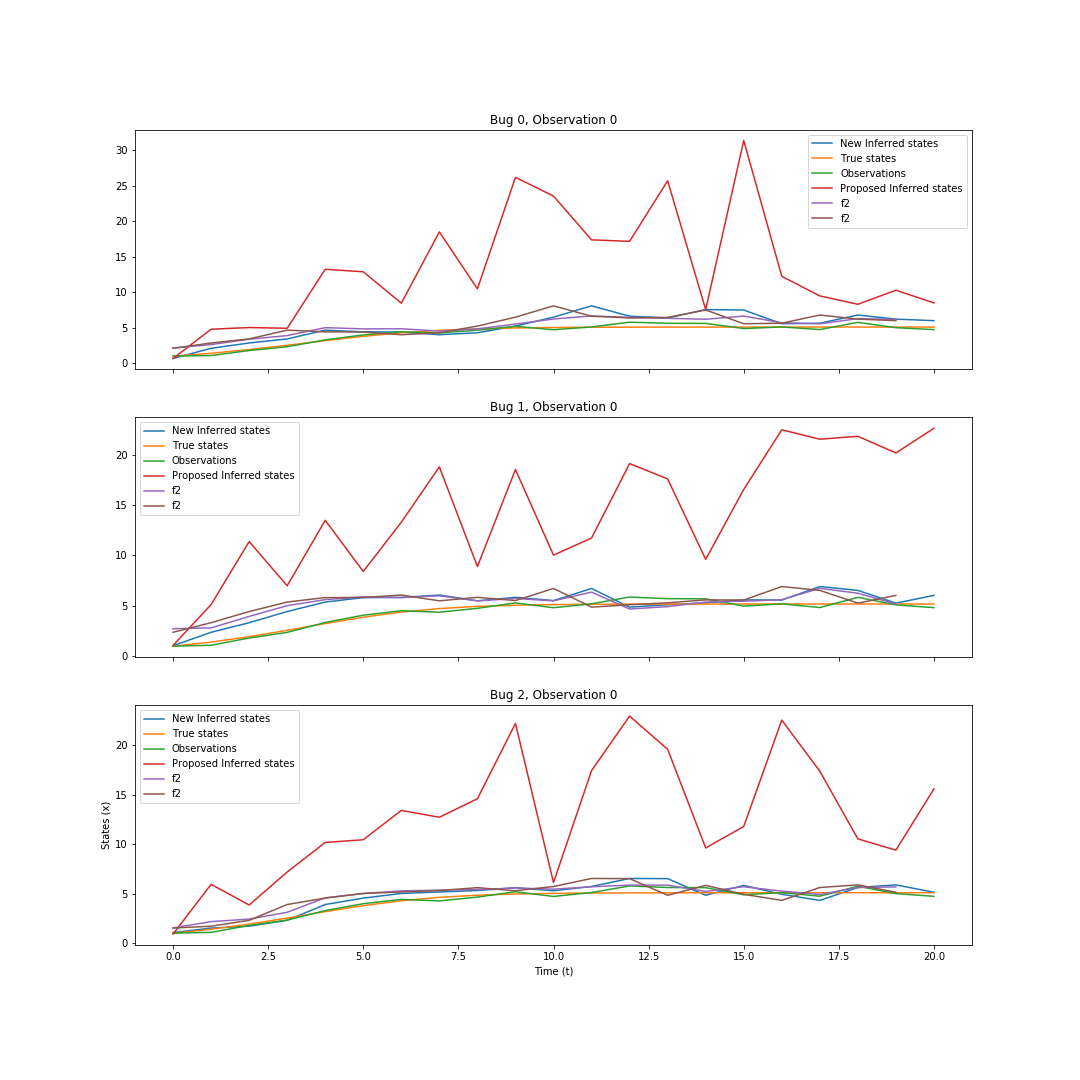 Bug 0, Observation 0
30
25
20
15
10
5
0
New Inferred states
True states
Observations
Proposed Inferred states
f2
f2
Bug 1, Observation 0
20
15
10
5
0
New Inferred states
True states
Observations
Proposed Inferred states
f2
f2
Bug 2, Observation 0
States (x)
20
15
10
5
0
New Inferred states
True states
Observations
Proposed Inferred states
f2
f2
0.0 2.5 5.0 7.5 10.0 12.5 15.0 17.5 20.0
Time (t)